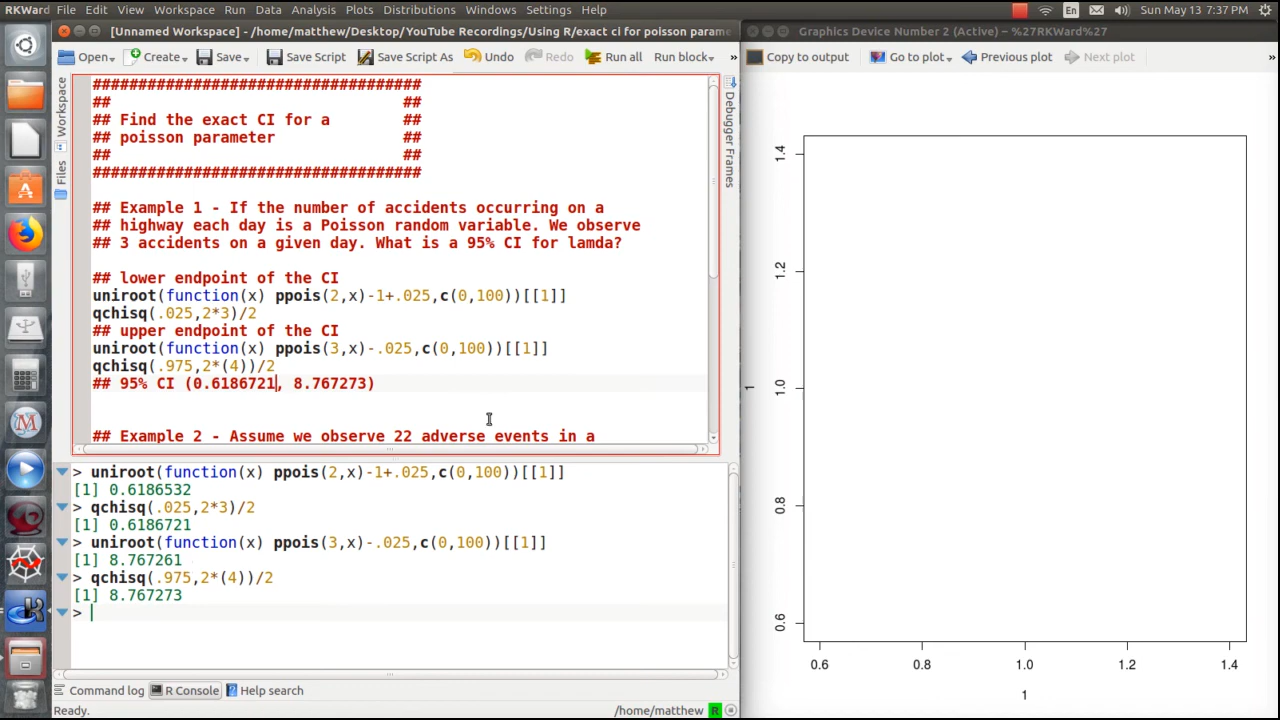 RKWard File Edit View Workspace Run Data Analysis Plots Distributions Windows Settings Help En Sun May 13 7:37 PM
[Unnamed Workspace] - /home/matthew/Desktop/YouTube Recordings/Using R/exact ci for poisson parame
Graphics Device Number 2 (Active) – %27RKWard%27
Open Create Save Save Script Save Script As Undo Redo Run all Run block »
Copy to output Go to plot Previous plot Next plot »
Workspace
Files
Debugger Frames
####################################
## ##
## Find the exact CI for a ##
## poisson parameter ##
## ##
####################################
## Example 1 - If the number of accidents occurring on a
## highway each day is a Poisson random variable. We observe
## 3 accidents on a given day. What is a 95% CI for lamda?
## lower endpoint of the CI
uniroot(function(x) ppois(2,x)-1+.025,c(0,100))[[1]]
qchisq(.025,2*3)/2
## upper endpoint of the CI
uniroot(function(x) ppois(3,x)-.025,c(0,100))[[1]]
qchisq(.975,2*(4))/2
## 95% CI (0.6186721, 8.767273)
## Example 2 - Assume we observe 22 adverse events in a
> uniroot(function(x) ppois(2,x)-1+.025,c(0,100))[[1]]
[1] 0.6186532
> qchisq(.025,2*3)/2
[1] 0.6186721
> uniroot(function(x) ppois(3,x)-.025,c(0,100))[[1]]
[1] 8.767261
> qchisq(.975,2*(4))/2
[1] 8.767273
>
Command log R Console Help search
Ready. /home/matthew R
1.4
1.2
1.0
0.8
0.6
1
0.6 0.8 1.0 1.2 1.4
1